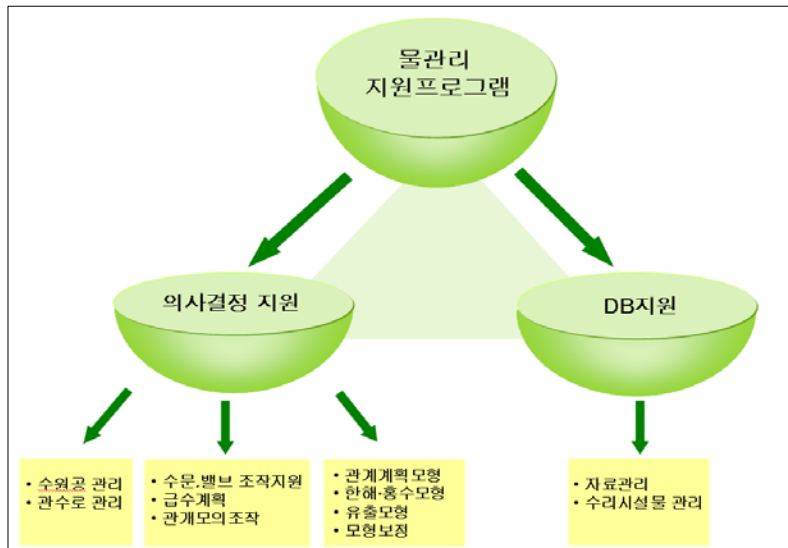 물관리
지원프로그램
의사결정 지원
DB지원
• 수원공 관리
• 관수로 관리
• 수문,밸브 조작지원
• 급수계획
• 관개모의조작
• 관계계획모형
• 한해·홍수모형
• 유출모형
• 모형보정
• 자료관리
• 수리시설물 관리